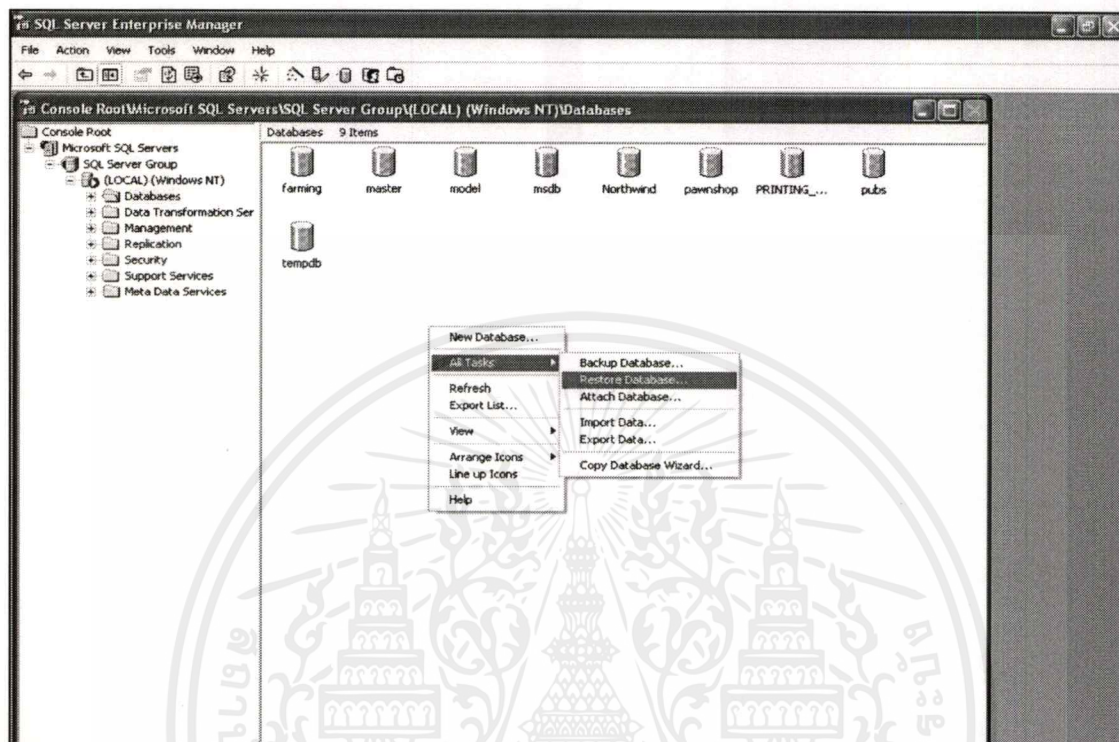 SQL Server Enterprise Manager
File Action View Tools Window Help
Console Root\Microsoft SQL Servers\SQL Server Group\(LOCAL) (Windows NT)\Databases
Console Root
Microsoft SQL Servers
SQL Server Group
(LOCAL) (Windows NT)
Databases
Data Transformation Ser
Management
Replication
Security
Support Services
Meta Data Services
Databases 9 Items
farming master model msdb Northwind pawnshop PRINTING_... pubs
tempdb
New Database...
All Tasks
Refresh
Export List...
View
Arrange Icons
Line up Icons
Help
Backup Database...
Restore Database...
Attach Database...
Import Data...
Export Data...
Copy Database Wizard...